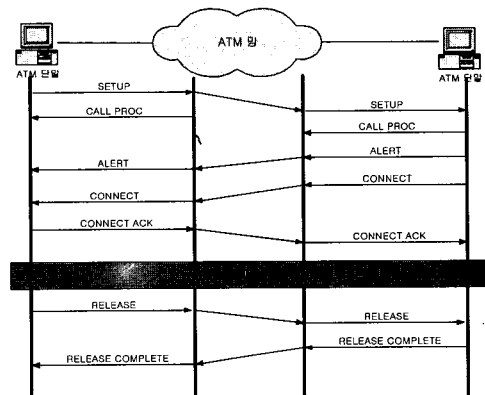 ATM 망
ATM 단말
ATM 단말
SETUP
SETUP
CALL PROC
CALL PROC
ALERT
ALERT
CONNECT
CONNECT
CONNECT ACK
CONNECT ACK
RELEASE
RELEASE
RELEASE COMPLETE
RELEASE COMPLETE